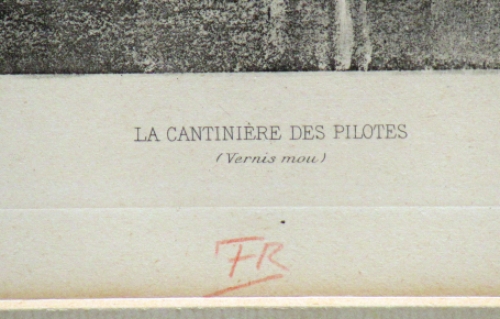 LA CANTINIÈRE DES PILOTES
(Vernis mou)
FR